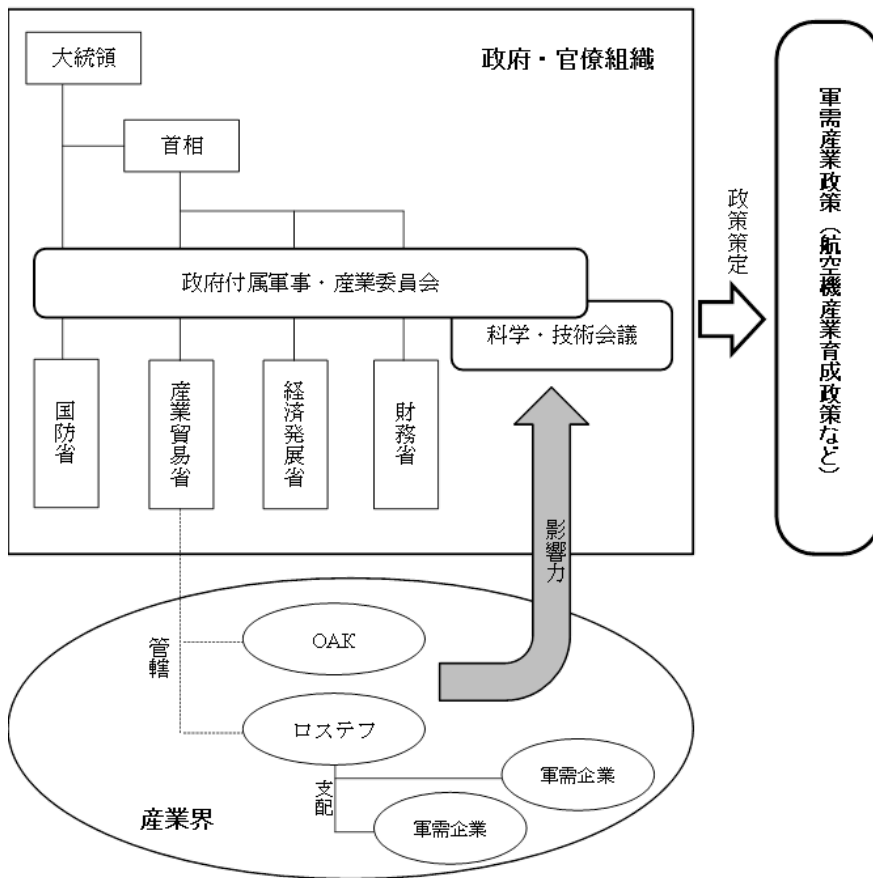 大統領
政府・官僚組織
首相
政府付属軍事・産業委員会
科学・技術会議
国防省
産業貿易省
経済発展省
財務省
政策策定
軍需産業政策（航空機産業育成政策など）
影響力
管轄
OAK
ロステフ
支配
軍需企業
軍需企業
産業界